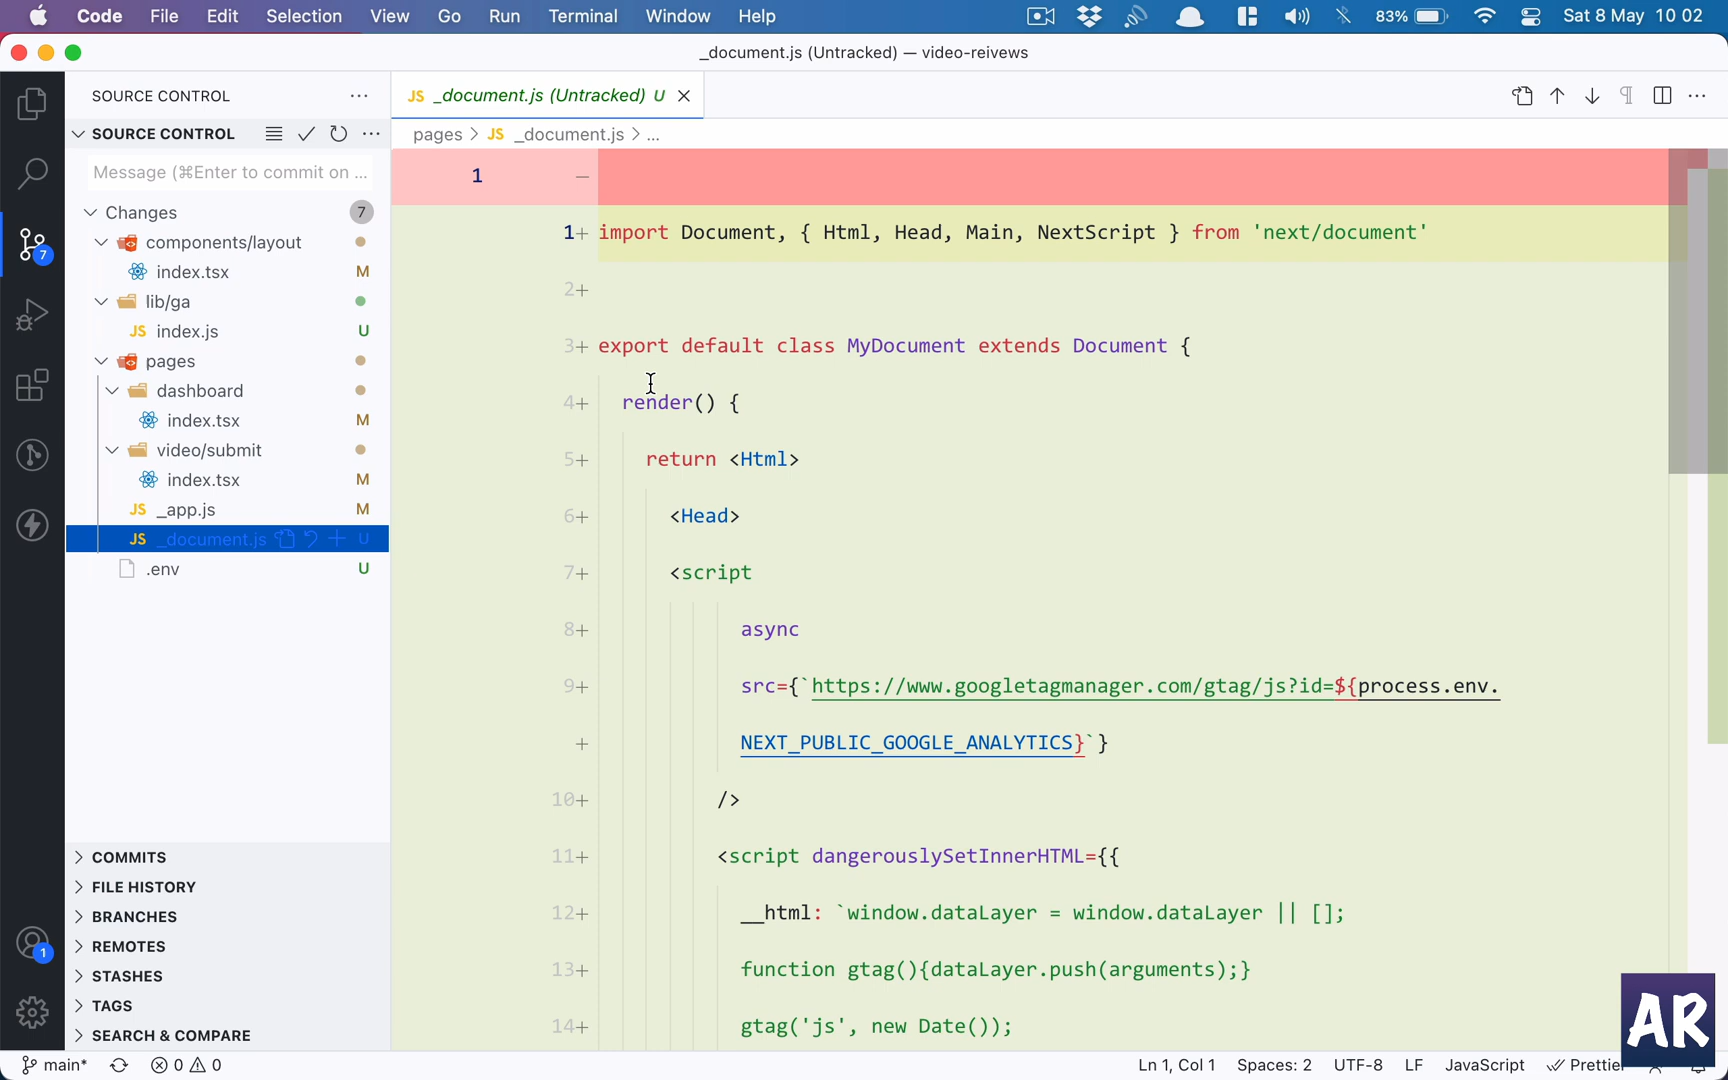 Code File Edit Selection View Go Run Terminal Window Help 83% Sat 8 May 10 02
_document.js (Untracked) — video-reivews
SOURCE CONTROL ···
JS _document.js (Untracked) U
SOURCE CONTROL
pages > JS _document.js > ...
Message (⌘Enter to commit on ...
Changes 7
components/layout
index.tsx M
lib/ga
JS index.js U
pages
dashboard
index.tsx M
video/submit
index.tsx M
JS _app.js M
JS _document.js U
.env U
7
COMMITS
FILE HISTORY
BRANCHES
REMOTES
STASHES
TAGS
SEARCH & COMPARE
1
1 —
1+ import Document, { Html, Head, Main, NextScript } from 'next/document'
2+
3+ export default class MyDocument extends Document {
4+ render() {
5+ return <Html>
6+ <Head>
7+ <script
8+ async
9+ src={`https://www.googletagmanager.com/gtag/js?id=${process.env.
+ NEXT_PUBLIC_GOOGLE_ANALYTICS}`}
10+ />
11+ <script dangerouslySetInnerHTML={{
12+ __html: `window.dataLayer = window.dataLayer || [];
13+ function gtag(){dataLayer.push(arguments);}
14+ gtag('js', new Date());
AR
main* 0 0 Ln 1, Col 1 Spaces: 2 UTF-8 LF JavaScript Prettier